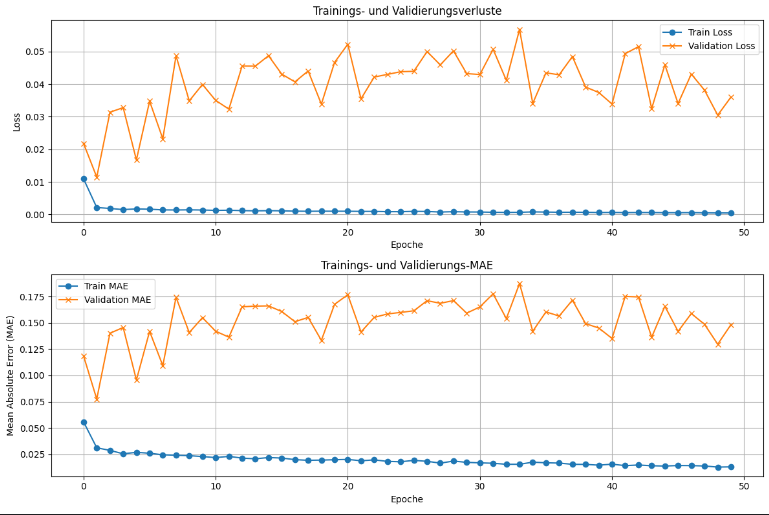 Trainings- und Validierungsverluste
Train Loss
Validation Loss
0.05
0.04
0.03
0.02
0.01
0.00
Loss
0 10 20 30 40 50
Epoche
Trainings- und Validierungs-MAE
Train MAE
Validation MAE
0.175
0.150
0.125
0.100
0.075
0.050
0.025
Mean Absolute Error (MAE)
0 10 20 30 40 50
Epoche